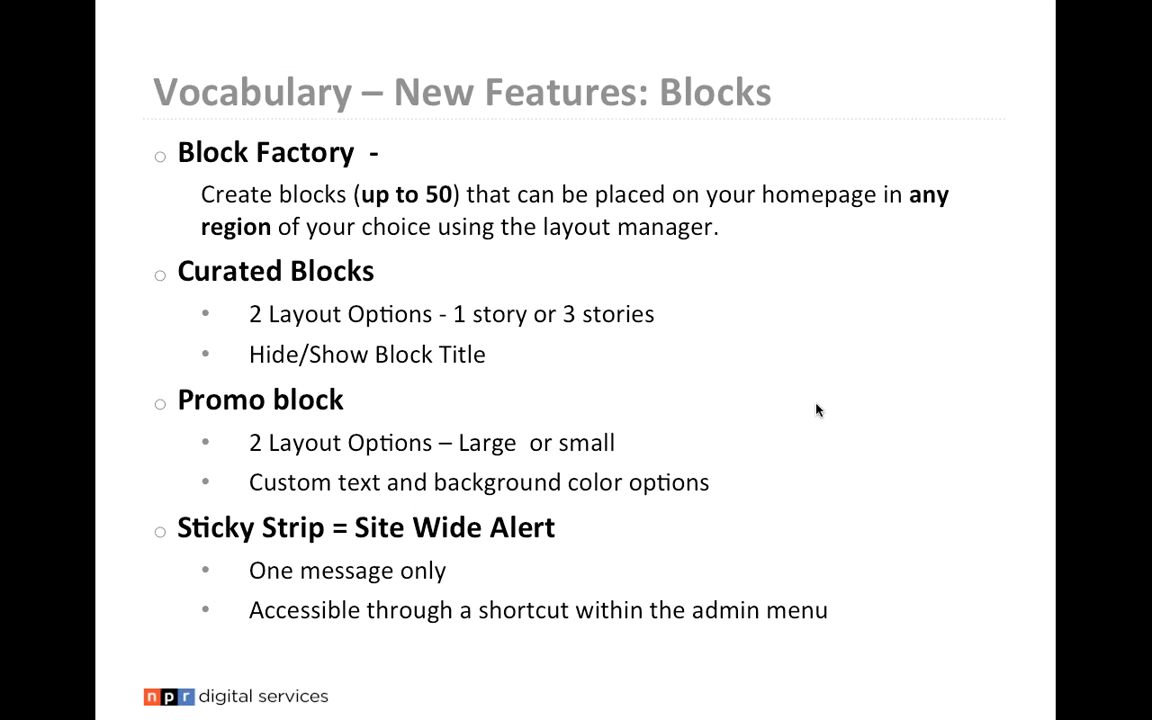 Vocabulary – New Features: Blocks
Block Factory -
Create blocks (up to 50) that can be placed on your homepage in any
region of your choice using the layout manager.
Curated Blocks
2 Layout Options - 1 story or 3 stories
Hide/Show Block Title
Promo block
2 Layout Options – Large or small
Custom text and background color options
Sticky Strip = Site Wide Alert
One message only
Accessible through a shortcut within the admin menu
npr digital services